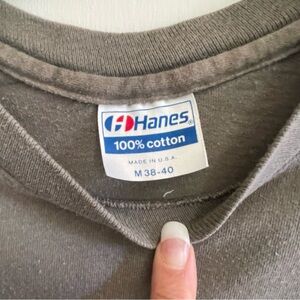 Hanes®
100% cotton
MADE IN U.S.A.
M 38-40